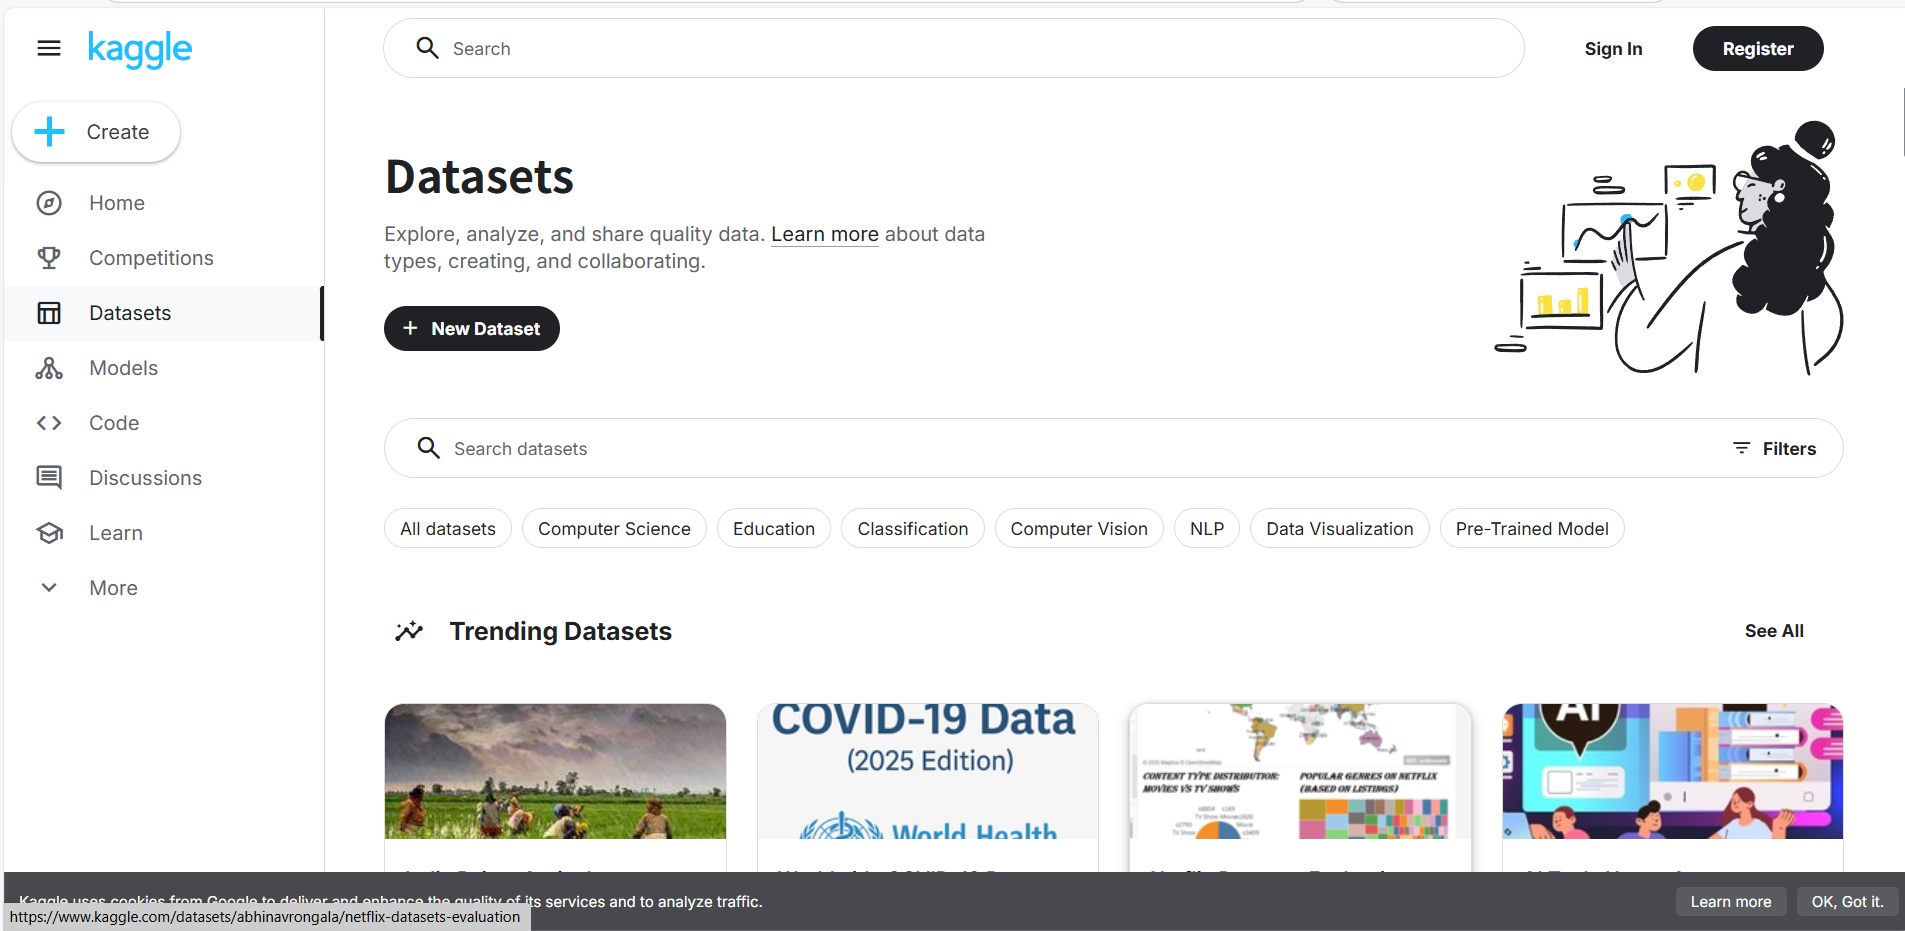 kaggle
Search
Sign In
Register
Create
Home
Competitions
Datasets
Models
Code
Discussions
Learn
More
Datasets
Explore, analyze, and share quality data. Learn more about data
types, creating, and collaborating.
+ New Dataset
Search datasets
Filters
All datasets
Computer Science
Education
Classification
Computer Vision
NLP
Data Visualization
Pre-Trained Model
Trending Datasets
See All
COVID-19 Data
(2025 Edition)
World Health
CONTENT TYPE DISTRIBUTION:
MOVIES VS TV SHOWS
POPULAR GENRES ON NETFLIX
(BASED ON LISTINGS)
AI
Kaggle uses cookies from Google to deliver and enhance the quality of its services and to analyze traffic.
Learn more
OK, Got it.
https://www.kaggle.com/datasets/abhinavrongala/netflix-datasets-evaluation